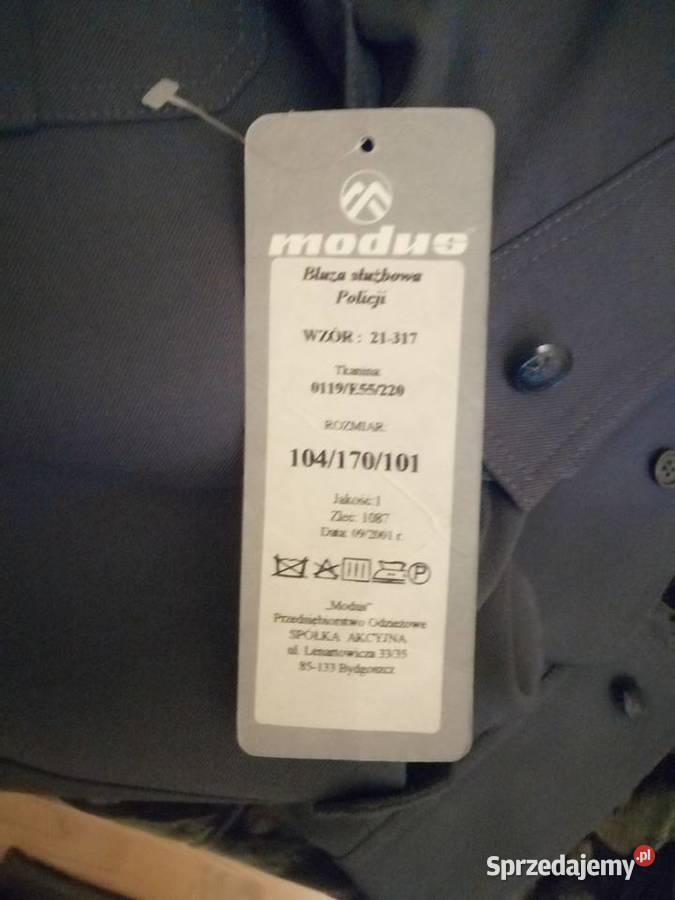 modus
Bluza służbowa
Policji
WZÓR : 21-317
Tkanina:
0119/E55/220
ROZMIAR:
104/170/101
Jakość:1
Zlec: 1087
Data: 09/2001 r.
P
„Modus"
Przedsiębiorstwo Odzieżowe
SPÓŁKA AKCYJNA
ul. Lenartowicza 33/35
85-133 Bydgoszcz
Sprzedajemy.pl